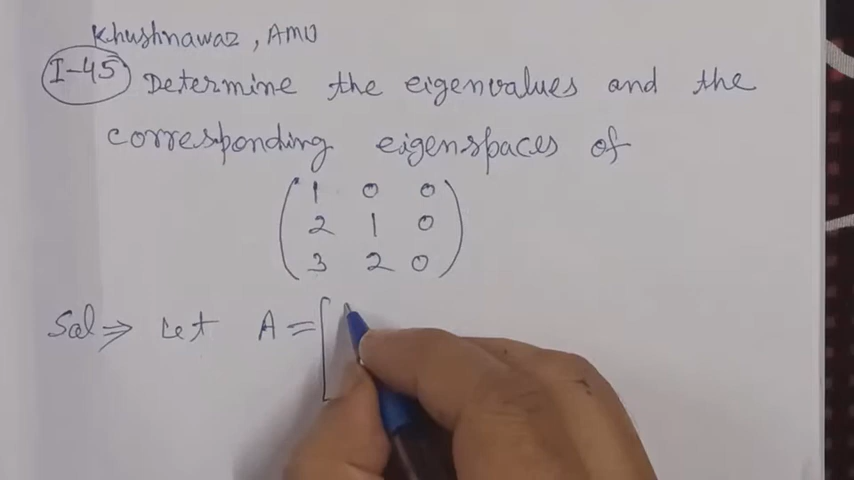 Khushnawaz, AMU
I-45 Determine the eigenvalues and the
corresponding eigenspaces of
1 0 0
2 1 0
3 2 0
Sol ⇒ Let A = [